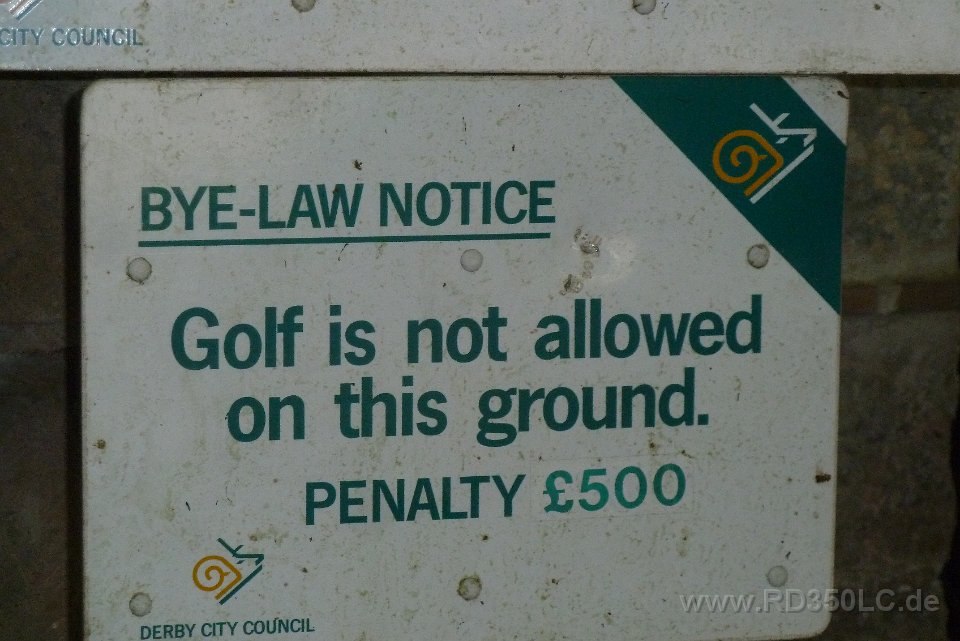 CITY COUNCIL
BYE-LAW NOTICE
Golf is not allowed
on this ground.
PENALTY £500
DERBY CITY COUNCIL
www.RD350LC.de